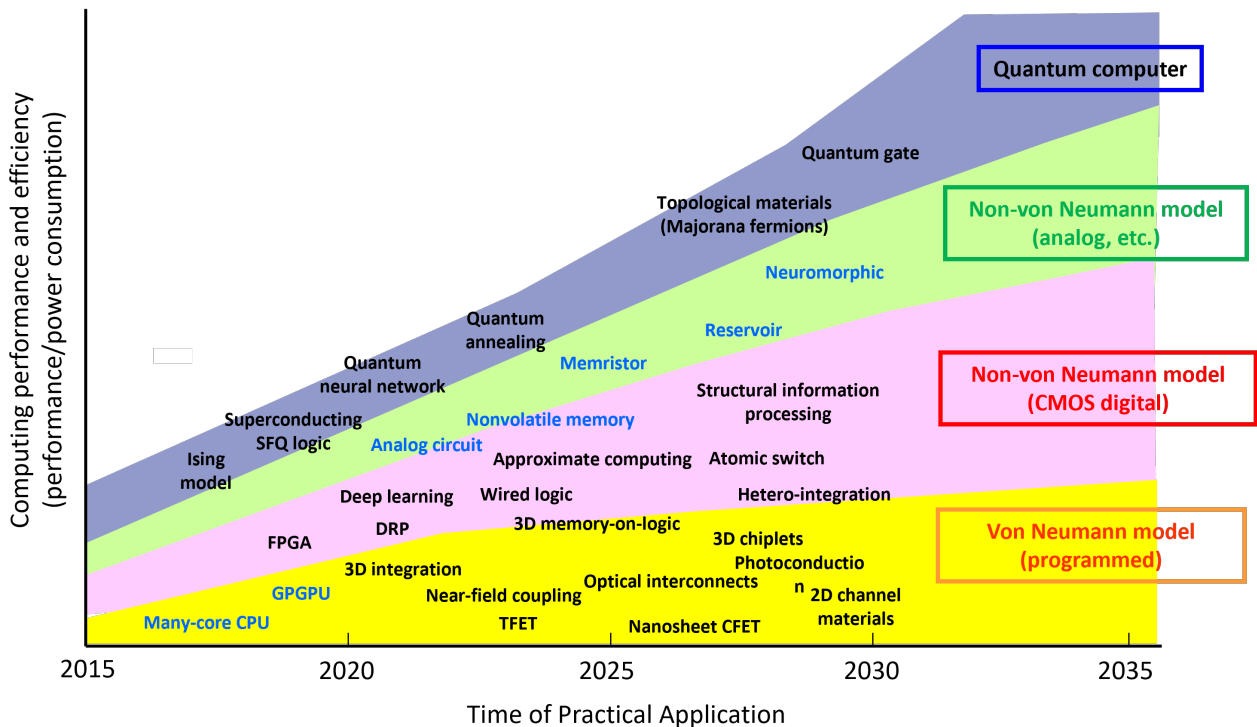 Computing performance and efficiency
(performance/power consumption)
Quantum computer
Quantum gate
Topological materials
(Majorana fermions)
Non-von Neumann model
(analog, etc.)
Neuromorphic
Quantum
annealing
Reservoir
Quantum
neural network
Memristor
Non-von Neumann model
(CMOS digital)
Structural information
processing
Superconducting
SFQ logic
Nonvolatile memory
Analog circuit
Ising
model
Approximate computing
Atomic switch
Deep learning
Wired logic
Hetero-integration
DRP
3D memory-on-logic
FPGA
3D chiplets
Von Neumann model
(programmed)
3D integration
Photoconductio
n
Optical interconnects
GPGPU
Near-field coupling
2D channel
materials
Many-core CPU
TFET
Nanosheet CFET
2015
2020
2025
2030
2035
Time of Practical Application